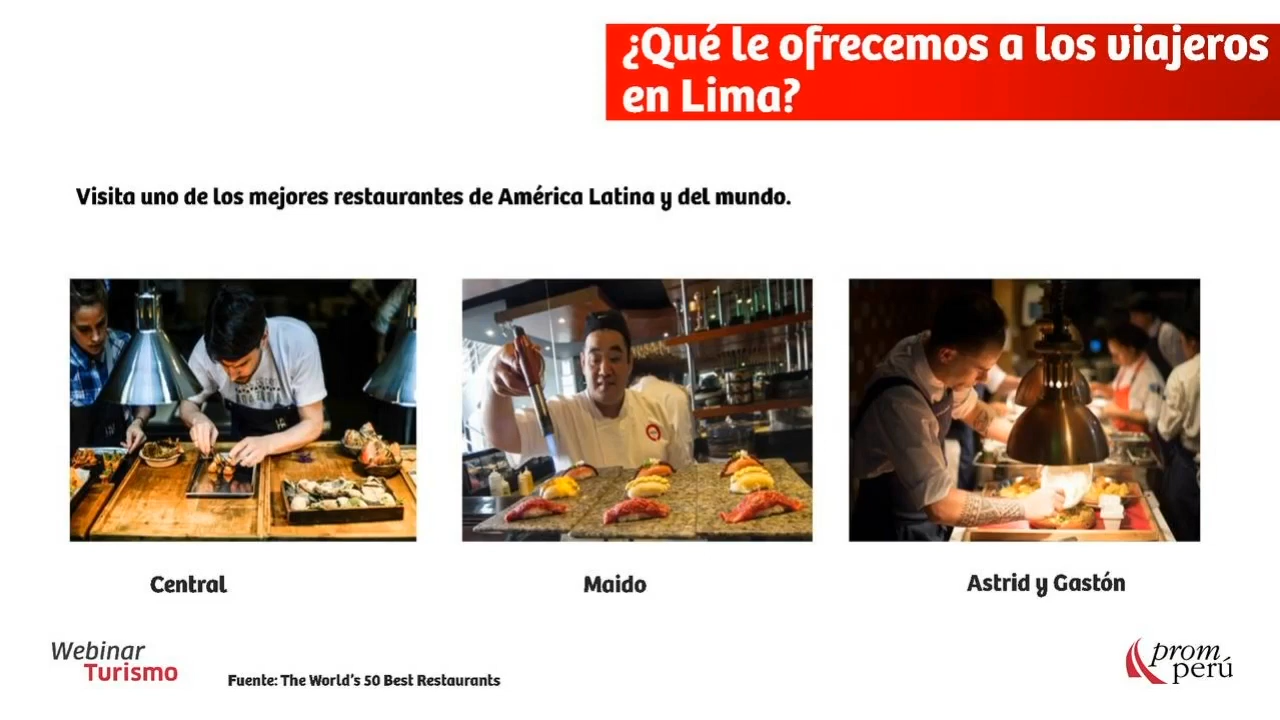 ¿Qué le ofrecemos a los viajeros
en Lima?
Visita uno de los mejores restaurantes de América Latina y del mundo.
Central
Maido
Astrid y Gastón
Webinar
Turismo
Fuente: The World's 50 Best Restaurants
prom
perú